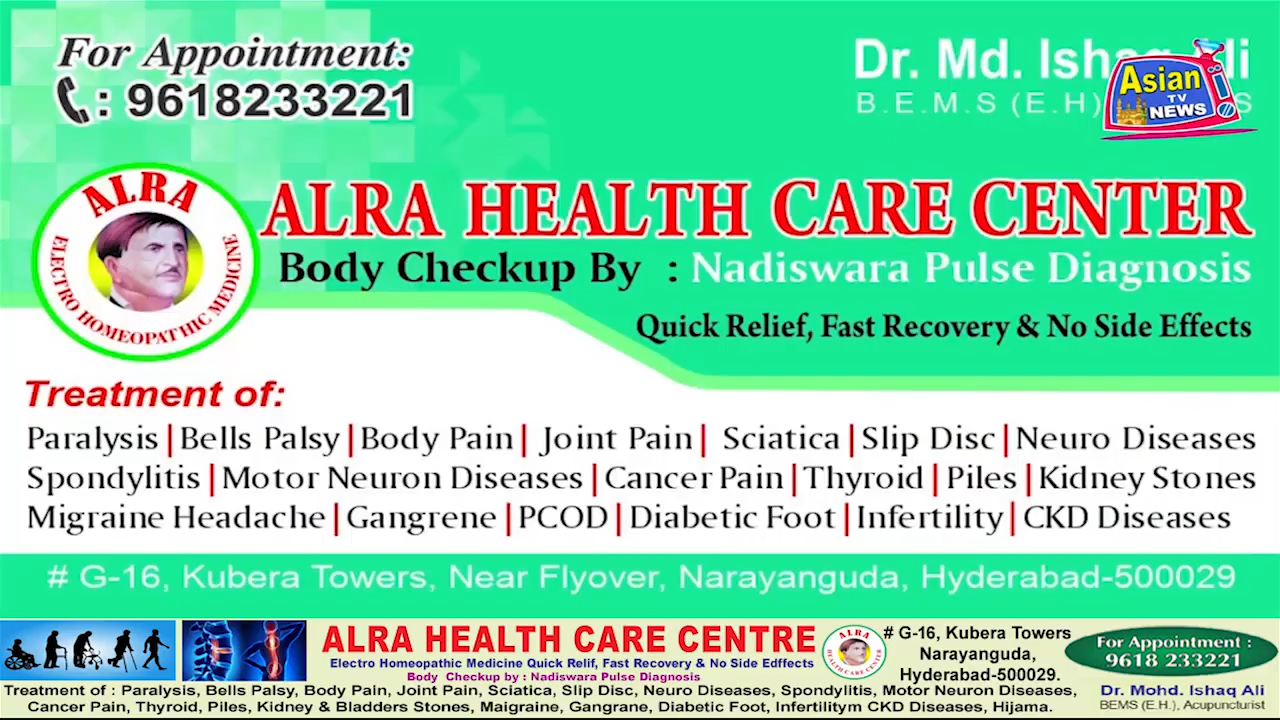 For Appointment:
: 9618233221
Dr. Md. Ishaq Ali
B.E.M.S (E.H)
Asian
TV
NEWS
ALRA
ELECTRO HOMEOPATHIC MEDICINE
ALRA HEALTH CARE CENTER
Body Checkup By : Nadiswara Pulse Diagnosis
Quick Relief, Fast Recovery & No Side Effects
Treatment of:
Paralysis|Bells Palsy|Body Pain| Joint Pain| Sciatica|Slip Disc|Neuro Diseases
Spondylitis|Motor Neuron Diseases|Cancer Pain|Thyroid|Piles|Kidney Stones
Migraine Headache|Gangrene|PCOD|Diabetic Foot|Infertility|CKD Diseases
# G-16, Kubera Towers, Near Flyover, Narayanguda, Hyderabad-500029
ALRA HEALTH CARE CENTRE
Electro Homeopathic Medicine Quick Relif, Fast Recovery & No Side Edffects
Body Checkup by : Nadiswara Pulse Diagnosis
ALRA
HEALTH CARE CENTER
# G-16, Kubera Towers
Narayanguda,
Hyderabad-500029.
For Appointment :
9618 233221
Treatment of : Paralysis, Bells Palsy, Body Pain, Joint Pain, Sciatica, Slip Disc, Neuro Diseases, Spondylitis, Motor Neuron Diseases,
Cancer Pain, Thyroid, Piles, Kidney & Bladders Stones, Maigraine, Gangrane, Diabetic Foot, Infertilitym CKD Diseases, Hijama.
Dr. Mohd. Ishaq Ali
BEMS (E.H.), Acupuncturist